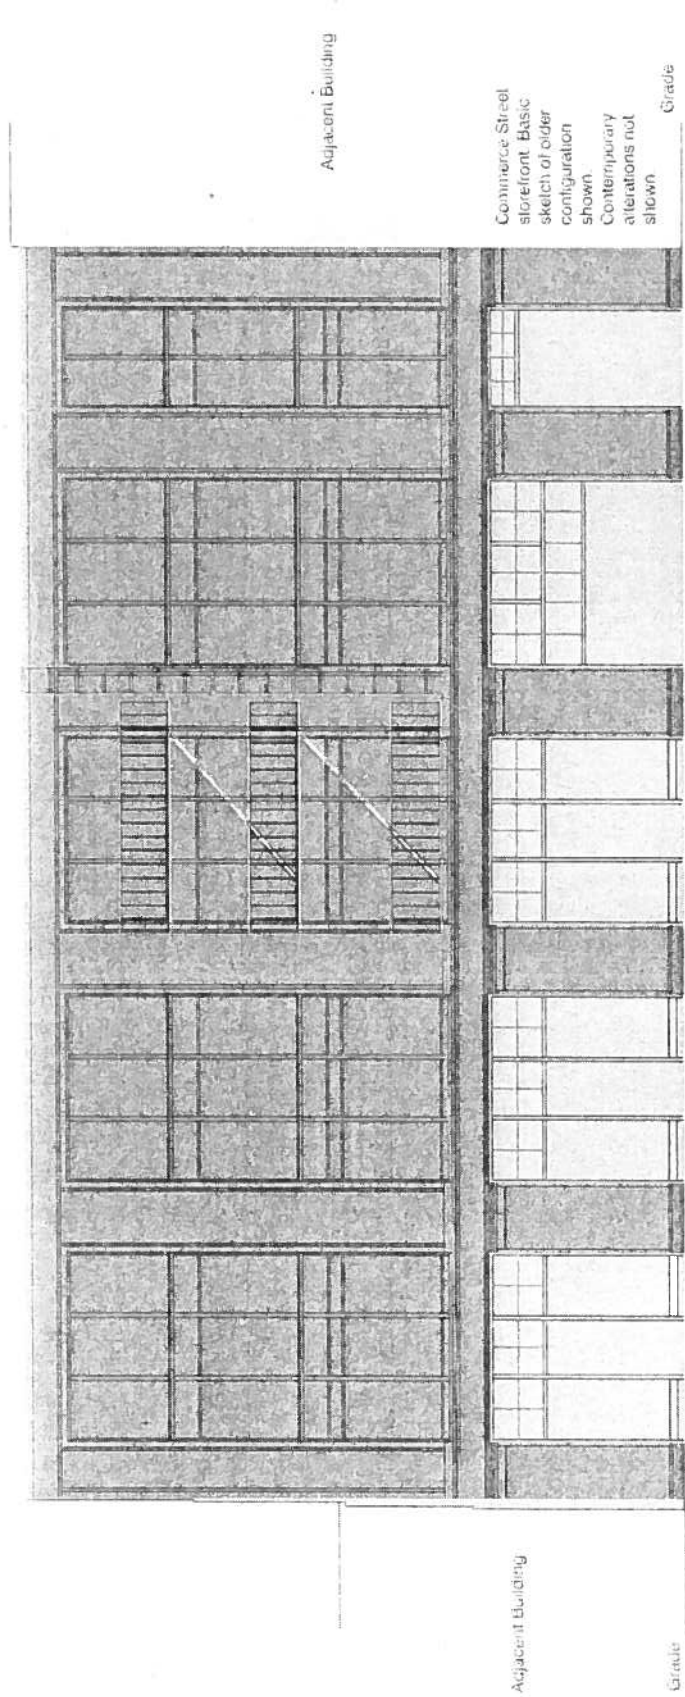 Adjacent Building
Grade
Adjacent Building
Commerce Street
storefront. Basic
sketch of older
configuration
shown.
Contemporary
alterations not
shown
Grade